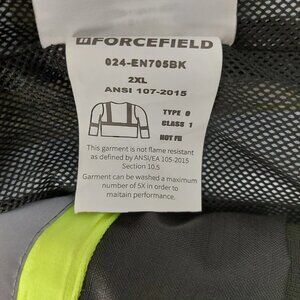 FORCEFIELD
024-EN705BK
2XL
ANSI 107-2015
TYPE O
CLASS 1
NOT FR
This garment is not flame resistant
as defined by ANSI/EA 105-2015
Section 10.5
Garment can be washed a maximum
number of 5X in order to
maitain performance.